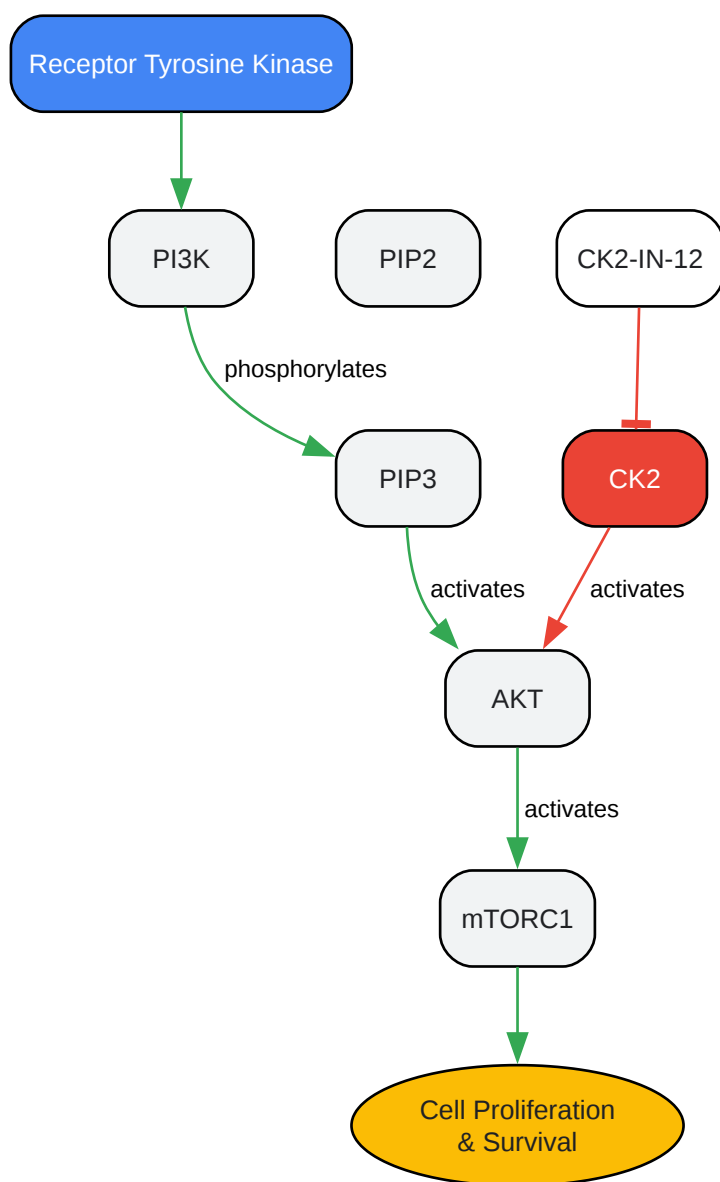 Receptor Tyrosine Kinase
PI3K
PIP2
CK2-IN-12
phosphorylates
PIP3
CK2
activates
activates
AKT
activates
mTORC1
Cell Proliferation
& Survival